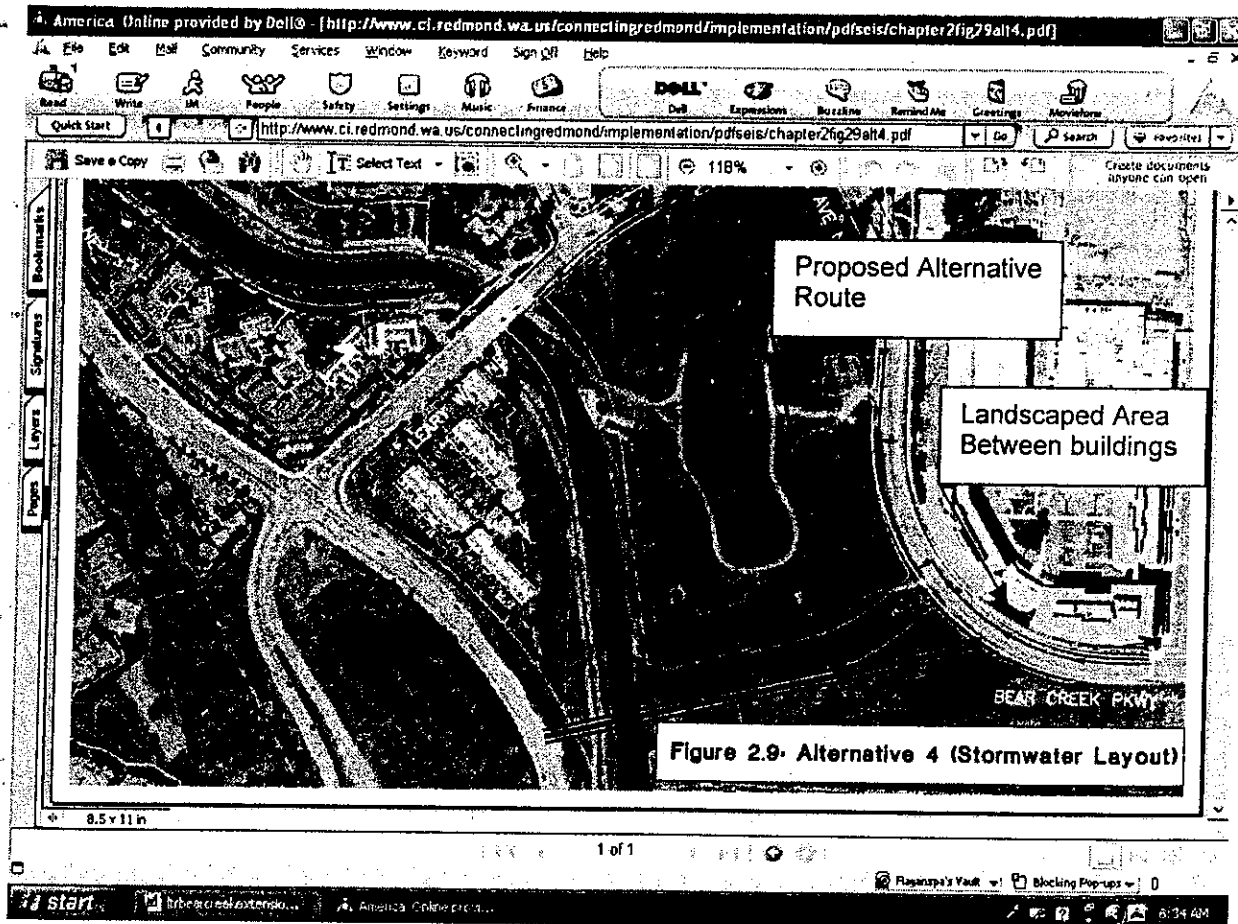 America Online provided by Dell® - [http://www.ci.redmond.wa.us/connectingredmond/implementation/pdfseis/chapter2fig29alt4.pdf]
File Edit Mail Community Services Window Keyword Sign Off Help
Read Write IM People Safety Settings Music Finance Dell Expressions Buzzline Remind Me Greetings Moviefone
DELL
Quick Start http://www.ci.redmond.wa.us/connectingredmond/implementation/pdfseis/chapter2fig29alt4.pdf Go Search Favorites
Save a Copy Select Text 118% Create documents anyone can open
Bookmarks
Signatures
Layers
Pages
Proposed Alternative
Route
Landscaped Area
Between buildings
BEAR CREEK PKWY
Figure 2.9: Alternative 4 (Stormwater Layout)
8.5 x 11 in
1 of 1
Blocking Pop-ups 0
start America Online prov... 6:34 AM